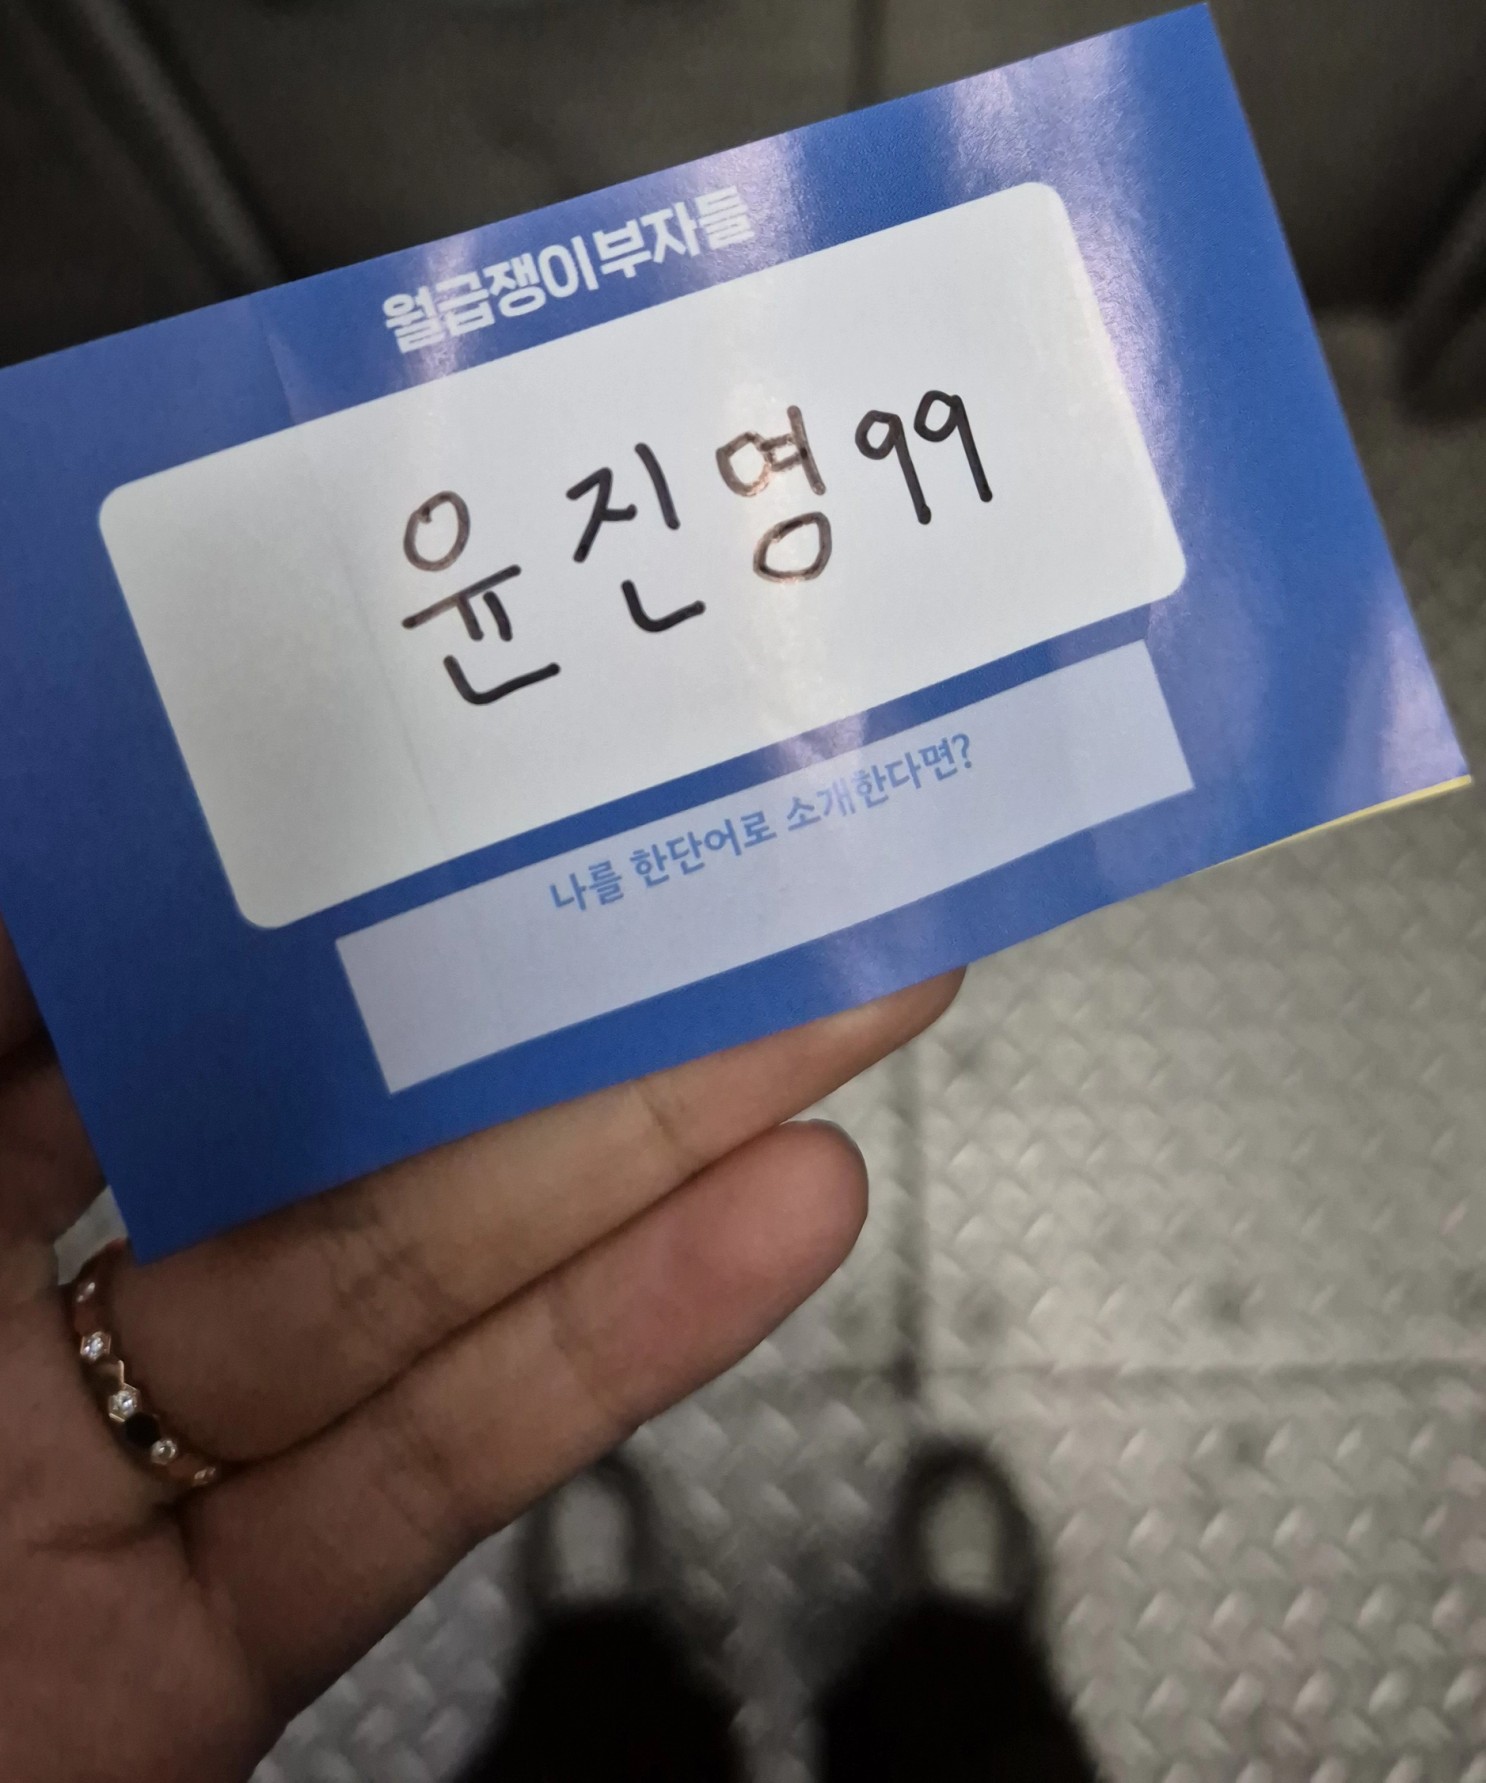 월급쟁이부자들
윤진영99
나를 한단어로 소개한다면?